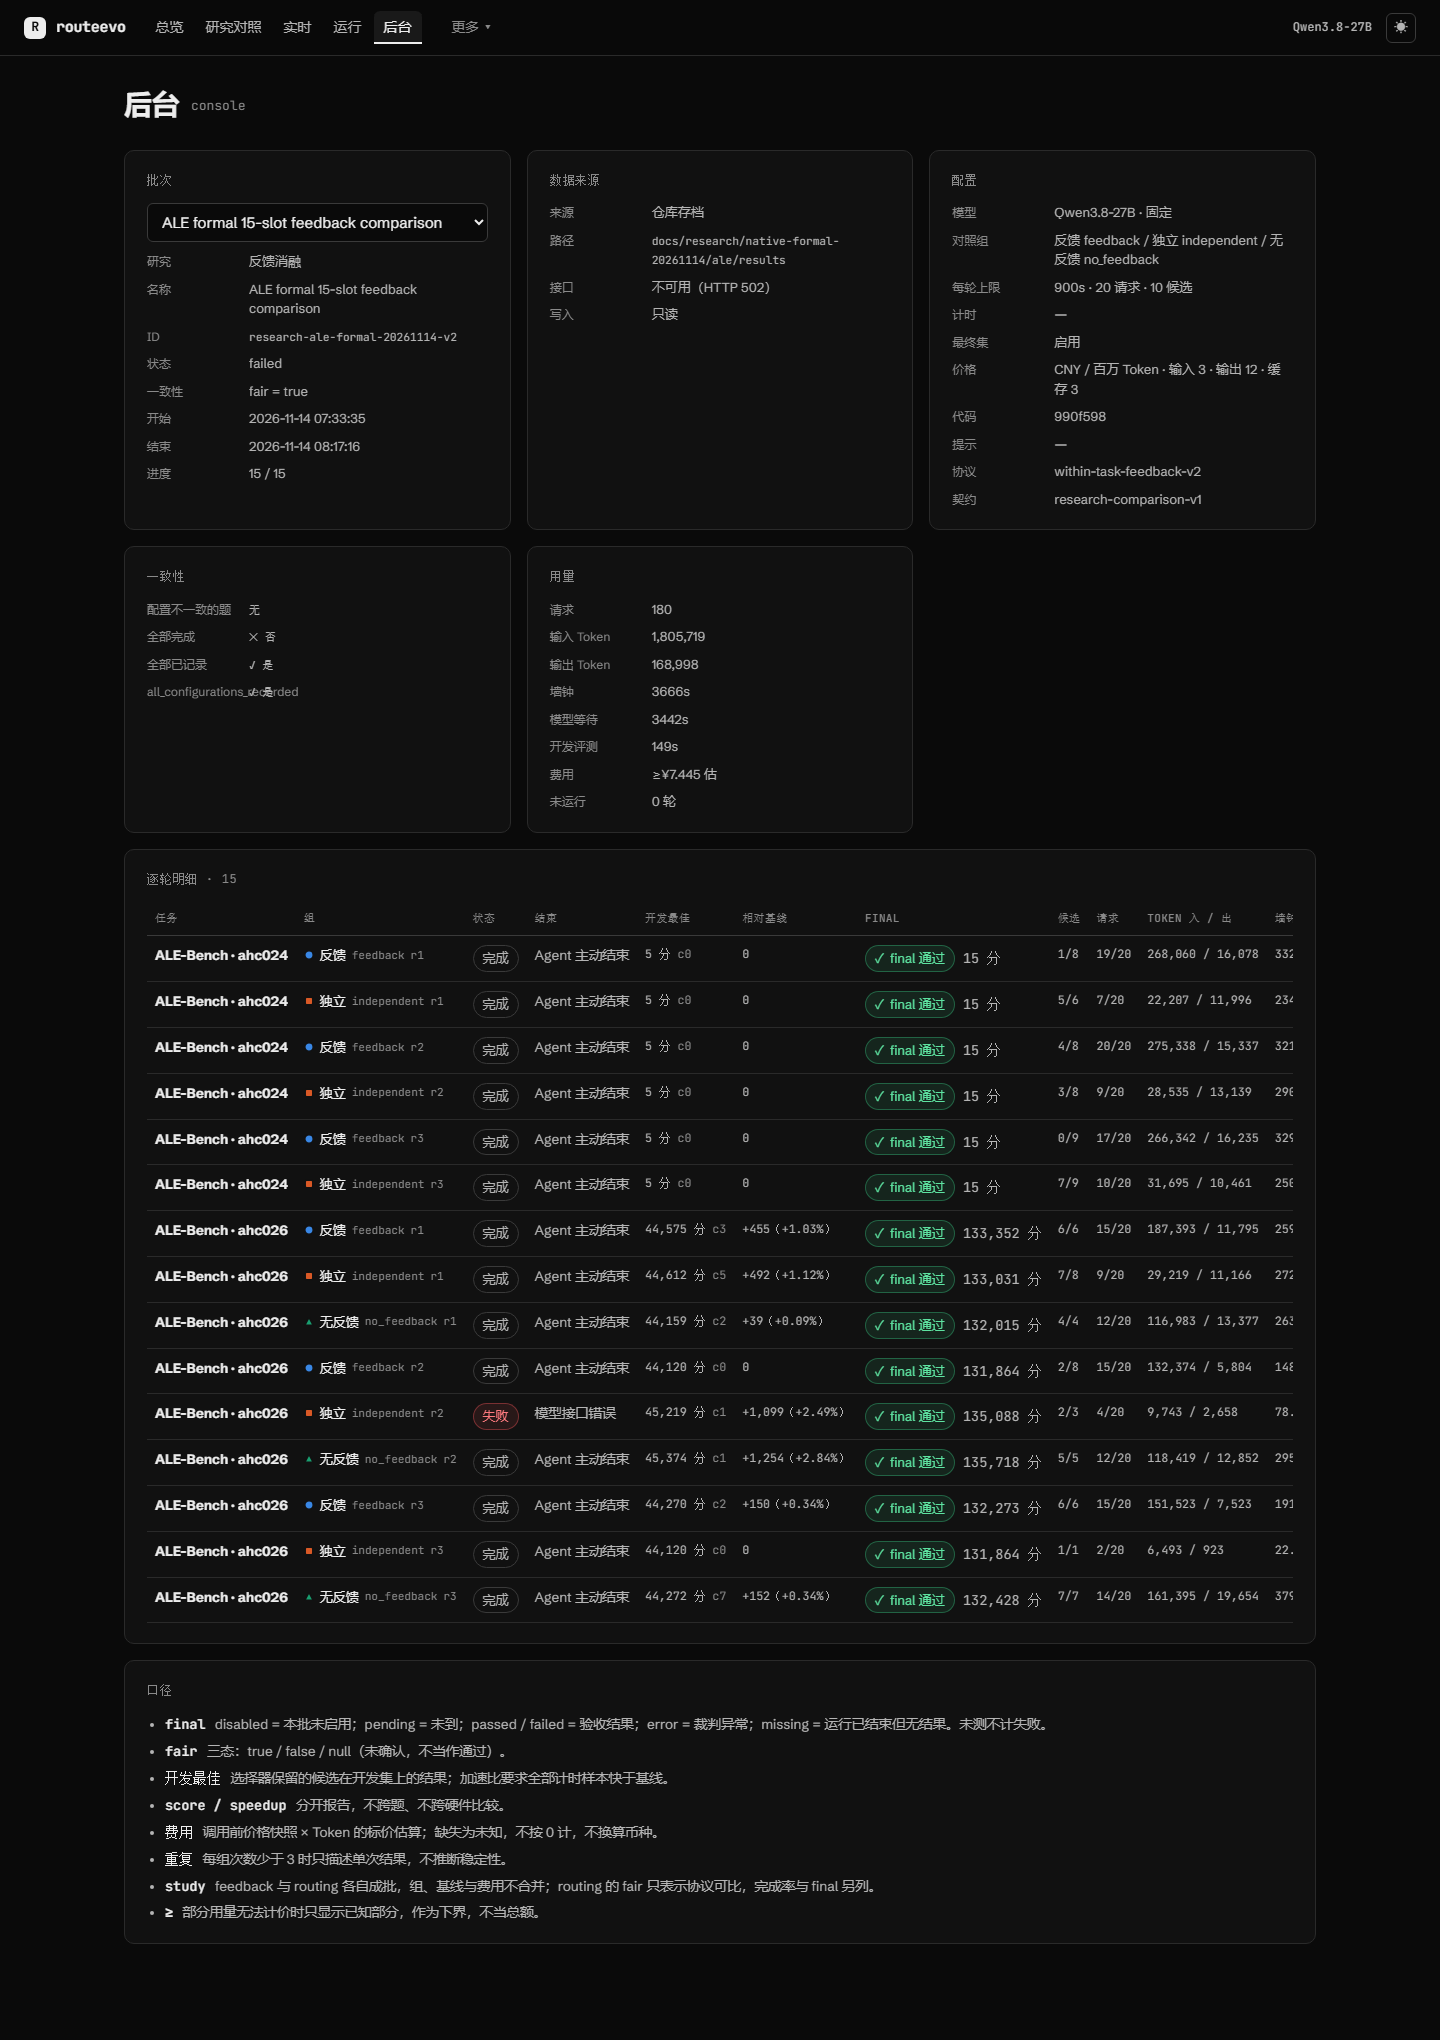 R routeevo 总览 研究对照 实时 运行 后台 更多 ▾ Qwen3.8-27B
后台 console
批次
ALE formal 15-slot feedback comparison
研究 反馈消融
名称 ALE formal 15-slot feedback
comparison
ID research-ale-formal-20261114-v2
状态 failed
一致性 fair = true
开始 2026-11-14 07:33:35
结束 2026-11-14 08:17:16
进度 15 / 15
数据来源
来源 仓库存档
路径 docs/research/native-formal-
20261114/ale/results
接口 不可用（HTTP 502）
写入 只读
配置
模型 Qwen3.8-27B · 固定
对照组 反馈 feedback / 独立 independent / 无
反馈 no_feedback
每轮上限 900s · 20 请求 · 10 候选
计时 —
最终集 启用
价格 CNY / 百万 Token · 输入 3 · 输出 12 · 缓
存 3
代码 990f598
提示 —
协议 within-task-feedback-v2
契约 research-comparison-v1
一致性
配置不一致的题 无
全部完成 ✕ 否
全部已记录 ✓ 是
all_configurations_recorded ✓ 是
用量
请求 180
输入 Token 1,805,719
输出 Token 168,998
墙钟 3666s
模型等待 3442s
开发评测 149s
费用 ≥¥7.445 估
未运行 0 轮
逐轮明细 · 15
任务 组 状态 结束 开发最佳 相对基线 FINAL 候选 请求 TOKEN 入 / 出 墙钟
ALE-Bench · ahc024 反馈 feedback r1 完成 Agent 主动结束 5 分 c0 0 ✓ final 通过 15 分 1/8 19/20 268,060 / 16,078 332
ALE-Bench · ahc024 独立 independent r1 完成 Agent 主动结束 5 分 c0 0 ✓ final 通过 15 分 5/6 7/20 22,207 / 11,996 234
ALE-Bench · ahc024 反馈 feedback r2 完成 Agent 主动结束 5 分 c0 0 ✓ final 通过 15 分 4/8 20/20 275,338 / 15,337 321
ALE-Bench · ahc024 独立 independent r2 完成 Agent 主动结束 5 分 c0 0 ✓ final 通过 15 分 3/8 9/20 28,535 / 13,139 290
ALE-Bench · ahc024 反馈 feedback r3 完成 Agent 主动结束 5 分 c0 0 ✓ final 通过 15 分 0/9 17/20 266,342 / 16,235 329
ALE-Bench · ahc024 独立 independent r3 完成 Agent 主动结束 5 分 c0 0 ✓ final 通过 15 分 7/9 10/20 31,695 / 10,461 250
ALE-Bench · ahc026 反馈 feedback r1 完成 Agent 主动结束 44,575 分 c3 +455（+1.03%） ✓ final 通过 133,352 分 6/6 15/20 187,393 / 11,795 259
ALE-Bench · ahc026 独立 independent r1 完成 Agent 主动结束 44,612 分 c5 +492（+1.12%） ✓ final 通过 133,031 分 7/8 9/20 29,219 / 11,166 272
ALE-Bench · ahc026 无反馈 no_feedback r1 完成 Agent 主动结束 44,159 分 c2 +39（+0.09%） ✓ final 通过 132,015 分 4/4 12/20 116,983 / 13,377 263
ALE-Bench · ahc026 反馈 feedback r2 完成 Agent 主动结束 44,120 分 c0 0 ✓ final 通过 131,864 分 2/8 15/20 132,374 / 5,804 148
ALE-Bench · ahc026 独立 independent r2 失败 模型接口错误 45,219 分 c1 +1,099（+2.49%） ✓ final 通过 135,088 分 2/3 4/20 9,743 / 2,658 78.
ALE-Bench · ahc026 无反馈 no_feedback r2 完成 Agent 主动结束 45,374 分 c1 +1,254（+2.84%） ✓ final 通过 135,718 分 5/5 12/20 118,419 / 12,852 295
ALE-Bench · ahc026 反馈 feedback r3 完成 Agent 主动结束 44,270 分 c2 +150（+0.34%） ✓ final 通过 132,273 分 6/6 15/20 151,523 / 7,523 191
ALE-Bench · ahc026 独立 independent r3 完成 Agent 主动结束 44,120 分 c0 0 ✓ final 通过 131,864 分 1/1 2/20 6,493 / 923 22.
ALE-Bench · ahc026 无反馈 no_feedback r3 完成 Agent 主动结束 44,272 分 c7 +152（+0.34%） ✓ final 通过 132,428 分 7/7 14/20 161,395 / 19,654 379
口径
• final disabled = 本批未启用；pending = 未到；passed / failed = 验收结果；error = 裁判异常；missing = 运行已结束但无结果。未测不计失败。
• fair 三态：true / false / null（未确认，不当作通过）。
• 开发最佳 选择器保留的候选在开发集上的结果；加速比要求全部计时样本快于基线。
• score / speedup 分开报告，不跨题、不跨硬件比较。
• 费用 调用前价格快照 × Token 的标价估算；缺失为未知，不按 0 计，不换算币种。
• 重复 每组次数少于 3 时只描述单次结果，不推断稳定性。
• study feedback 与 routing 各自成批，组、基线与费用不合并；routing 的 fair 只表示协议可比，完成率与 final 另列。
• ≥ 部分用量无法计价时只显示已知部分，作为下界，不当总额。